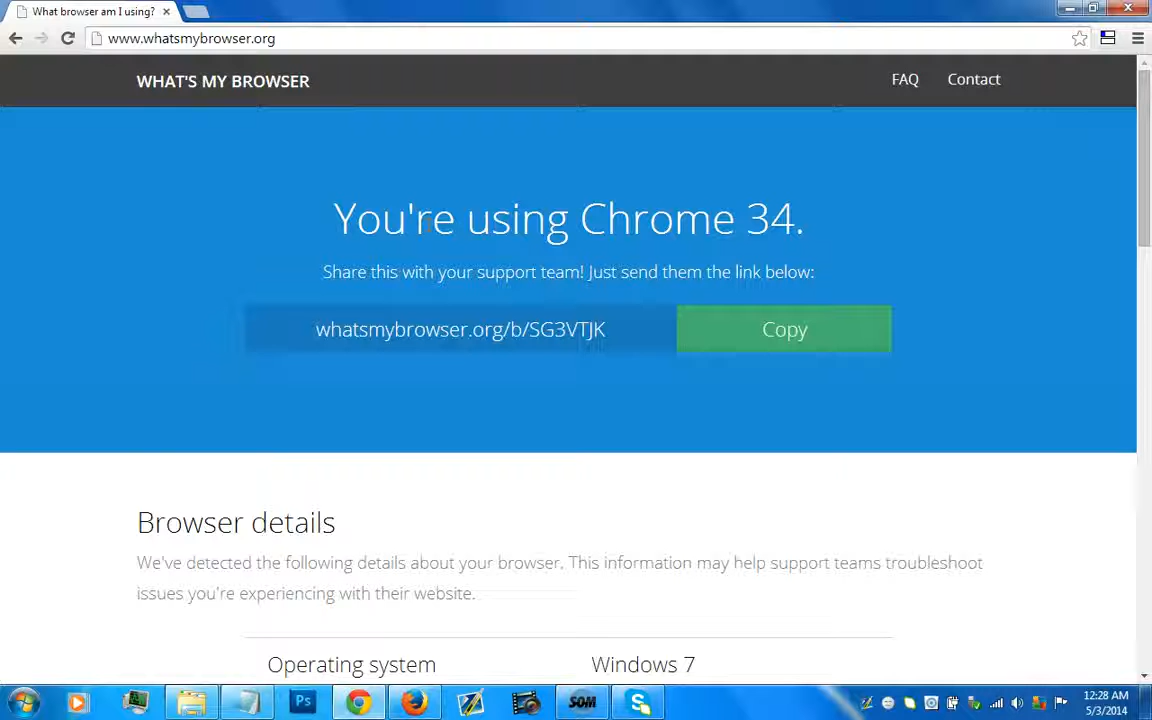 What browser am I using?
www.whatsmybrowser.org
WHAT'S MY BROWSER
FAQ
Contact
You're using Chrome 34.
Share this with your support team! Just send them the link below:
whatsmybrowser.org/b/SG3VTJK
Copy
Browser details
We've detected the following details about your browser. This information may help support teams troubleshoot
issues you're experiencing with their website.
Operating system
Windows 7
Ps
SOM
12:28 AM
5/3/2014